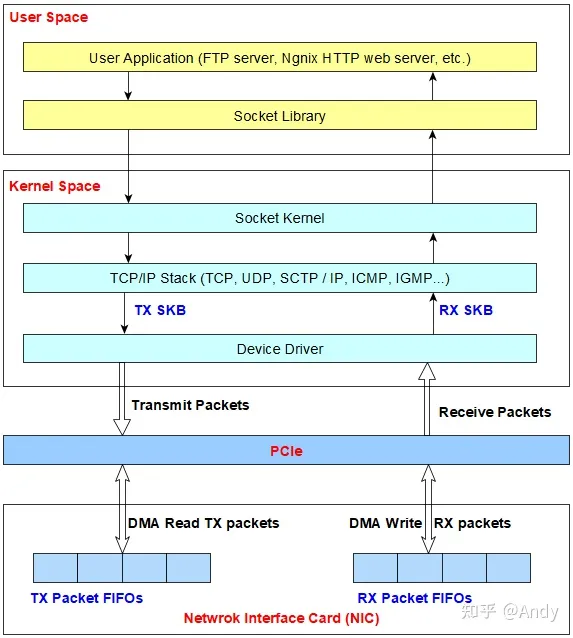 User Space
User Application (FTP server, Ngnix HTTP web server, etc.)
Socket Library
Kernel Space
Socket Kernel
TCP/IP Stack (TCP, UDP, SCTP / IP, ICMP, IGMP...)
TX SKB
RX SKB
Device Driver
Transmit Packets
Receive Packets
PCIe
DMA Read TX packets
DMA Write RX packets
TX Packet FIFOs
RX Packet FIFOs
Netwrok Interface Card (NIC)
知乎 @Andy